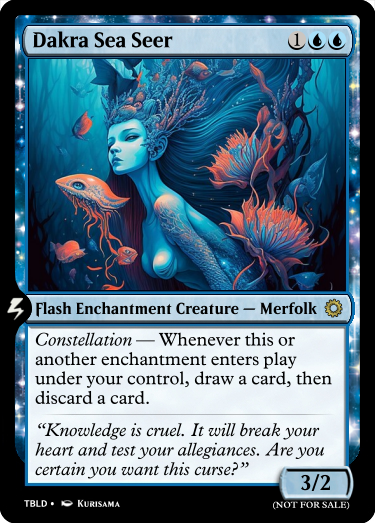 Dakra Sea Seer 1
Flash Enchantment Creature — Merfolk
Constellation — Whenever this or
another enchantment enters play
under your control, draw a card, then
discard a card.
“Knowledge is cruel. It will break your
heart and test your allegiances. Are you
certain you want this curse?”
3/2
TBLD • Kurisama
(NOT FOR SALE)